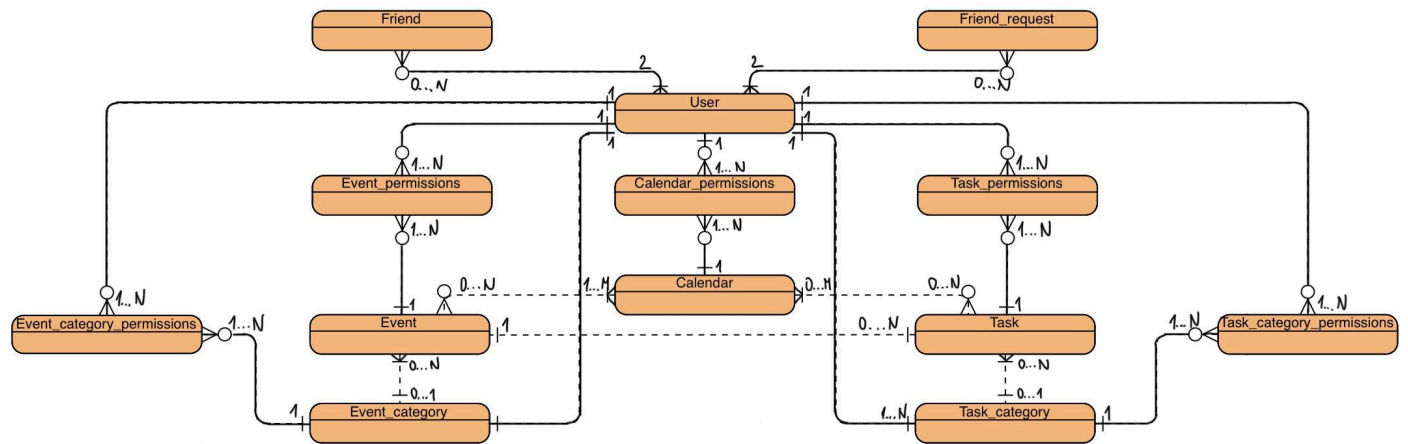 Friend
Friend_request
2
2
0...N
0...N
User
1
1
1
1
1
1
1
1...N
1...N
1...N
Event_permissions
Calendar_permissions
Task_permissions
1...N
1...N
1...N
1
0...N
1...M
Calendar
0...M
0...N
1...N
1
1
1...N
Event_category_permissions
Event
Task
Task_category_permissions
1...N
1
0...N
1...N
0...N
0...N
0...1
0...1
1
Event_category
1...N
Task_category
1